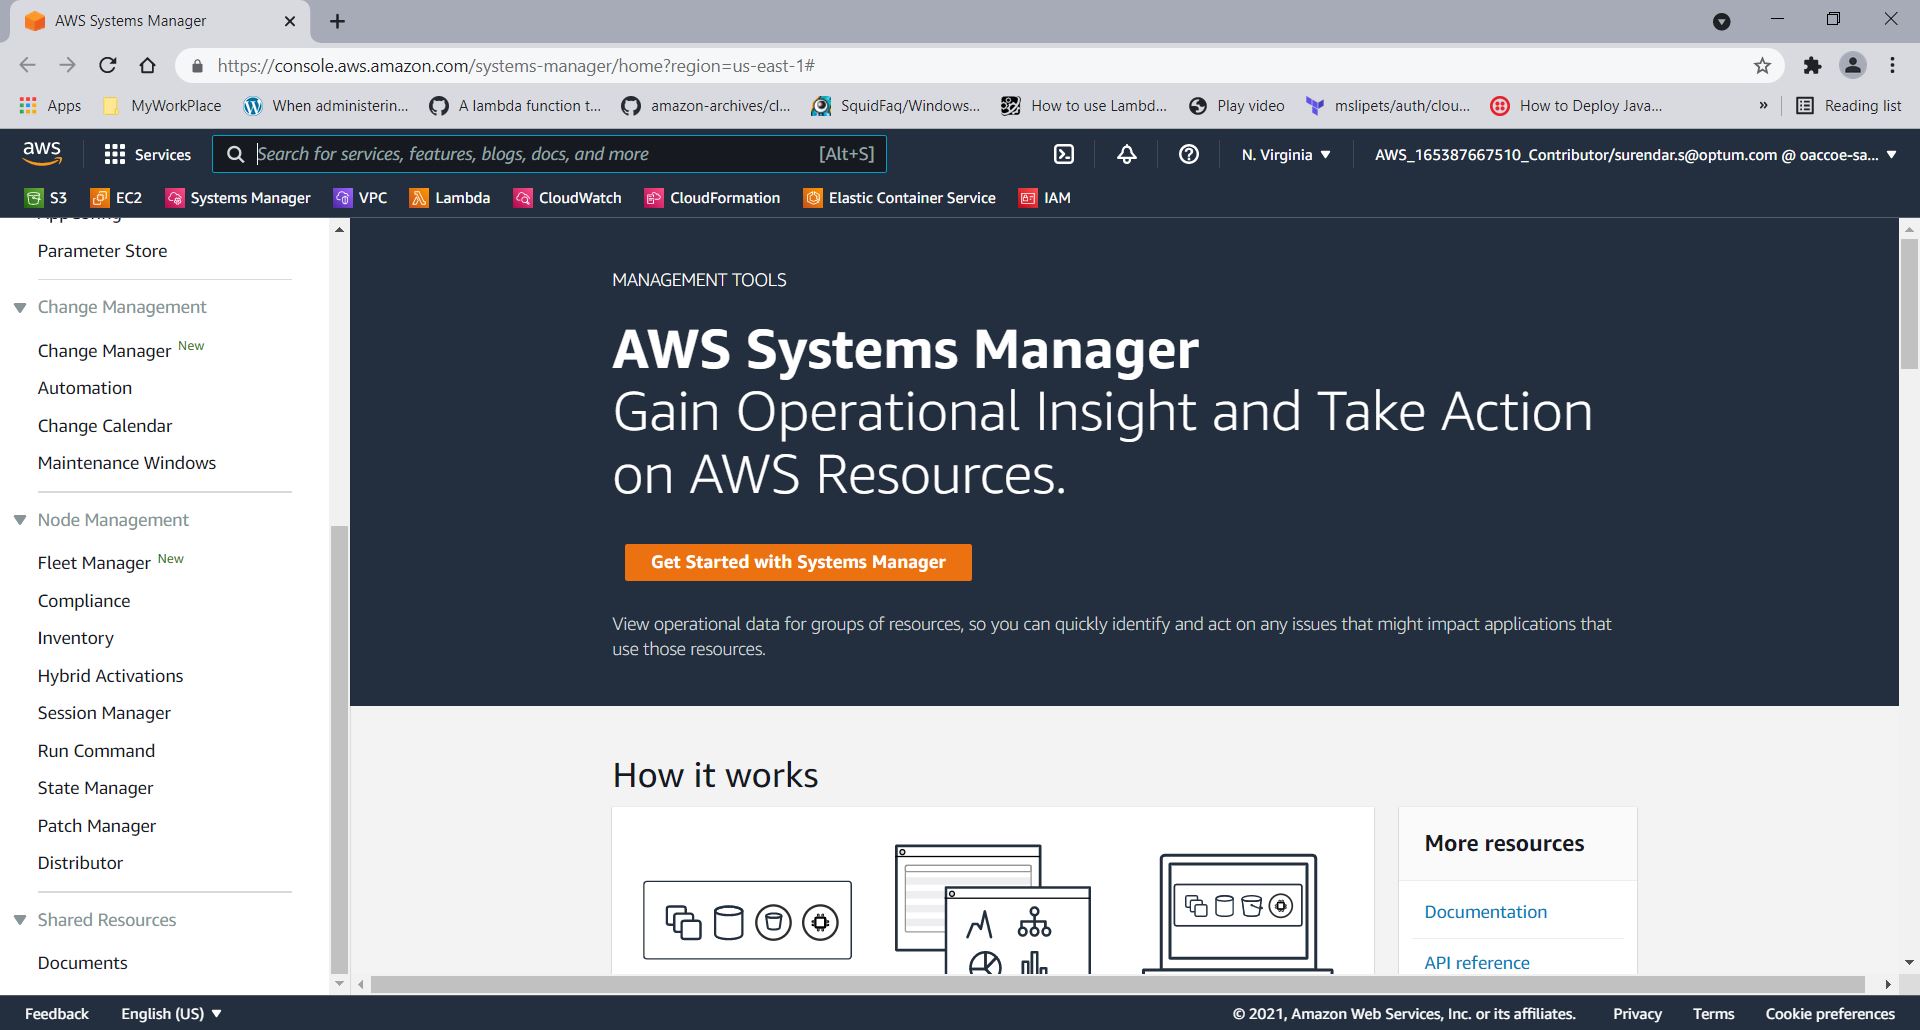 AWS Systems Manager
https://console.aws.amazon.com/systems-manager/home?region=us-east-1#
Apps
MyWorkPlace
When administerin...
A lambda function t...
amazon-archives/cl...
SquidFaq/Windows...
How to use Lambd...
Play video
mslipets/auth/clou...
How to Deploy Java...
»
Reading list
aws
Services
Search for services, features, blogs, docs, and more
[Alt+S]
N. Virginia
AWS_165387667510_Contributor/surendar.s@optum.com @ oaccoe-sa...
S3
EC2
Systems Manager
VPC
Lambda
CloudWatch
CloudFormation
Elastic Container Service
IAM
AppConfig
Parameter Store
Change Management
Change Manager New
Automation
Change Calendar
Maintenance Windows
Node Management
Fleet Manager New
Compliance
Inventory
Hybrid Activations
Session Manager
Run Command
State Manager
Patch Manager
Distributor
Shared Resources
Documents
MANAGEMENT TOOLS
AWS Systems Manager
Gain Operational Insight and Take Action
on AWS Resources.
Get Started with Systems Manager
View operational data for groups of resources, so you can quickly identify and act on any issues that might impact applications that
use those resources.
How it works
More resources
Documentation
API reference
Feedback
English (US)
© 2021, Amazon Web Services, Inc. or its affiliates.
Privacy
Terms
Cookie preferences